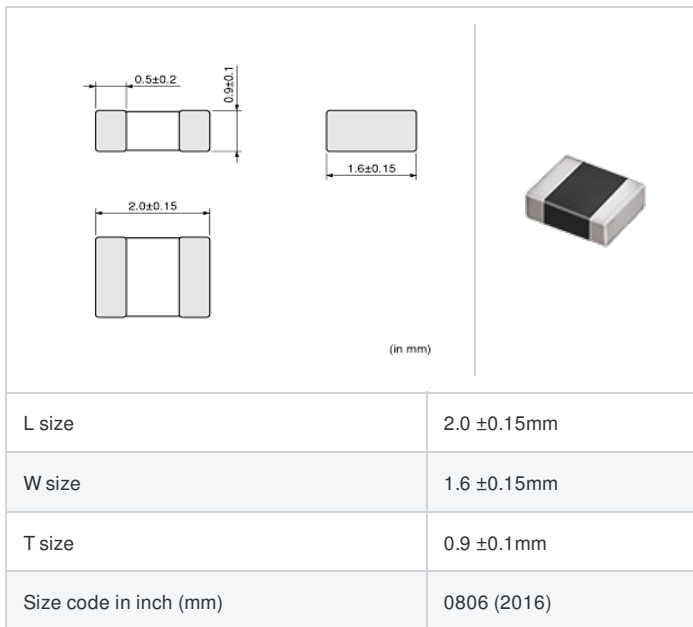 0.5±0.2
0.9±0.1
1.6±0.15
2.0±0.15
(in mm)
L size 2.0 ±0.15mm
W size 1.6 ±0.15mm
T size 0.9 ±0.1mm
Size code in inch (mm) 0806 (2016)